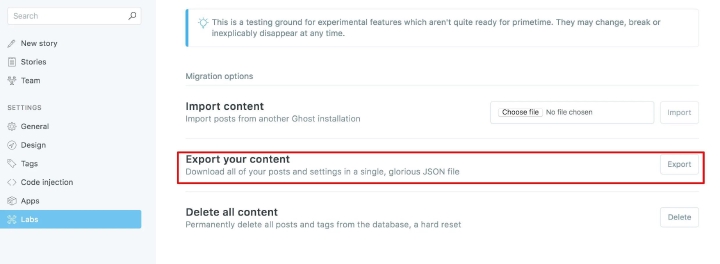 Search
New story
Stories
Team
SETTINGS
General
Design
Tags
Code injection
Apps
Labs
This is a testing ground for experimental features which aren't quite ready for primetime. They may change, break or
inexplicably disappear at any time.
Migration options
Import content
Import posts from another Ghost installation
Choose file No file chosen
Import
Export your content
Download all of your posts and settings in a single, glorious JSON file
Export
Delete all content
Permanently delete all posts and tags from the database, a hard reset
Delete